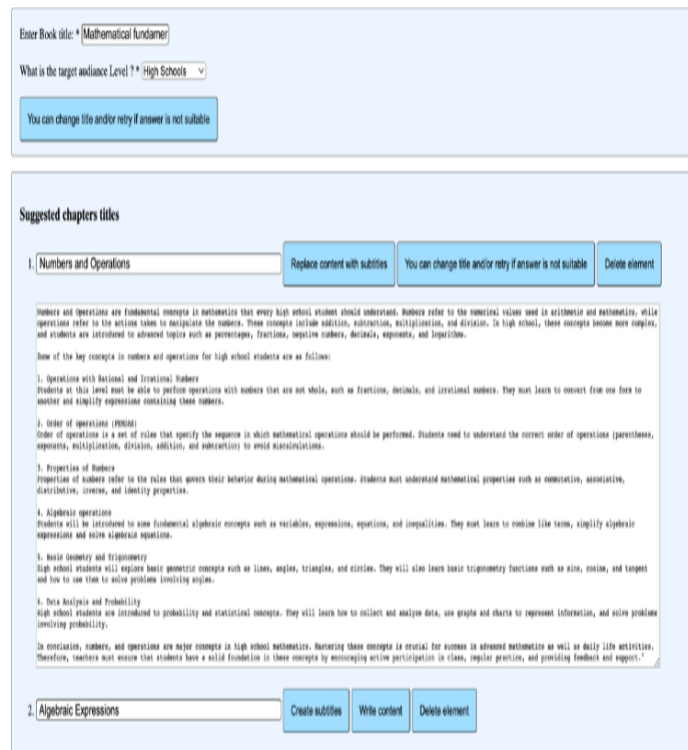 Enter Book title: * Mathematical fundamer
What is the target audiance Level ? * High Schools
You can change title and/or retry if answer is not suitable
Suggested chapters titles
1. Numbers and Operations Replace content with subtitles You can change title and/or retry if answer is not suitable Delete element
Numbers and Operations are fundamental concepts in mathematics that every high school student should understand. Numbers refer to the numerical values used in arithmetic and mathematics, while
operations refer to the actions taken to manipulate the numbers. These concepts include addition, subtraction, multiplication, and division. In high school, these concepts become more complex,
and students are introduced to advanced topics such as percentages, fractions, negative numbers, decimals, exponents, and logarithms.
Some of the key concepts in numbers and operations for high school students are as follows:
1. Operations with Rational and Irrational Numbers
Students at this level must be able to perform operations with numbers that are not whole, such as fractions, decimals, and irrational numbers. They must learn to convert from one form to
another and simplify expressions containing these numbers.
2. Order of operations (PEMDAS)
Order of operations is a set of rules that specify the sequence in which mathematical operations should be performed. Students need to understand the correct order of operations (parentheses,
exponents, multiplication, division, addition, and subtraction) to avoid miscalculations.
3. Properties of Numbers
Properties of numbers refer to the rules that govern their behavior during mathematical operations. Students must understand mathematical properties such as commutative, associative,
distributive, inverse, and identity properties.
4. Algebraic operations
Students will be introduced to some fundamental algebraic concepts such as variables, expressions, equations, and inequalities. They must learn to combine like terms, simplify algebraic
expressions and solve algebraic equations.
5. Basic Geometry and Trigonometry
High school students will explore basic geometric concepts such as lines, angles, triangles, and circles. They will also learn basic trigonometry functions such as sine, cosine, and tangent
and how to use them to solve problems involving angles.
6. Data Analysis and Probability
High school students are introduced to probability and statistical concepts. They will learn how to collect and analyze data, use graphs and charts to represent information, and solve problems
involving probability.
In conclusion, numbers, and operations are major concepts in high school mathematics. Mastering these concepts is crucial for success in advanced mathematics as well as daily life activities.
Therefore, teachers must ensure that students have a solid foundation in these concepts by encouraging active participation in class, regular practice, and providing feedback and support."
2. Algebraic Expressions Create subtitles Write content Delete element